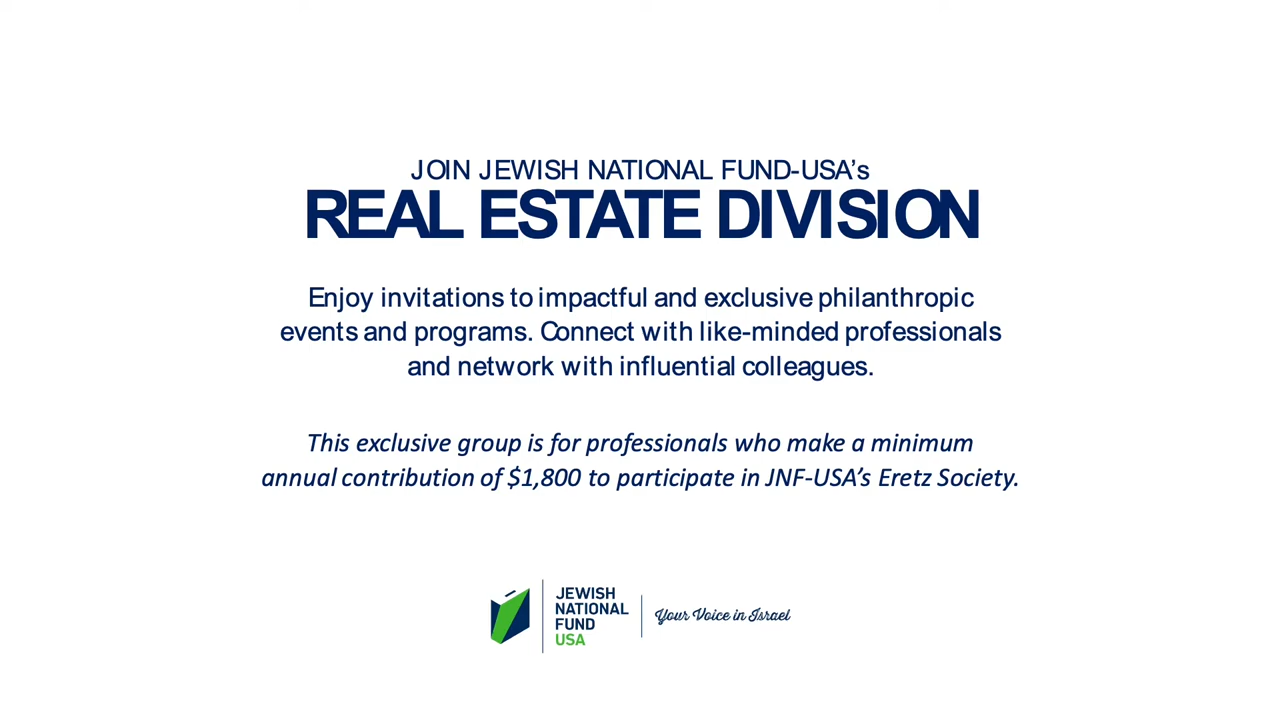 JOIN JEWISH NATIONAL FUND-USA’s
REAL ESTATE DIVISION
Enjoy invitations to impactful and exclusive philanthropic
events and programs. Connect with like-minded professionals
and network with influential colleagues.
This exclusive group is for professionals who make a minimum
annual contribution of $1,800 to participate in JNF-USA’s Eretz Society.
JEWISH
NATIONAL
FUND
USA
Your Voice in Israel